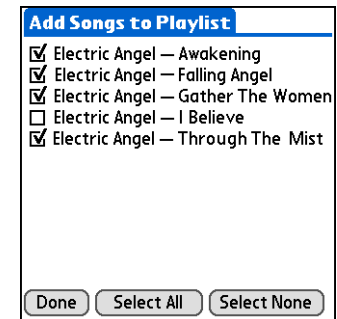 Add Songs to Playlist
Electric Angel — Awakening
Electric Angel — Falling Angel
Electric Angel — Gather The Women
Electric Angel — I Believe
Electric Angel — Through The Mist
Done Select All Select None